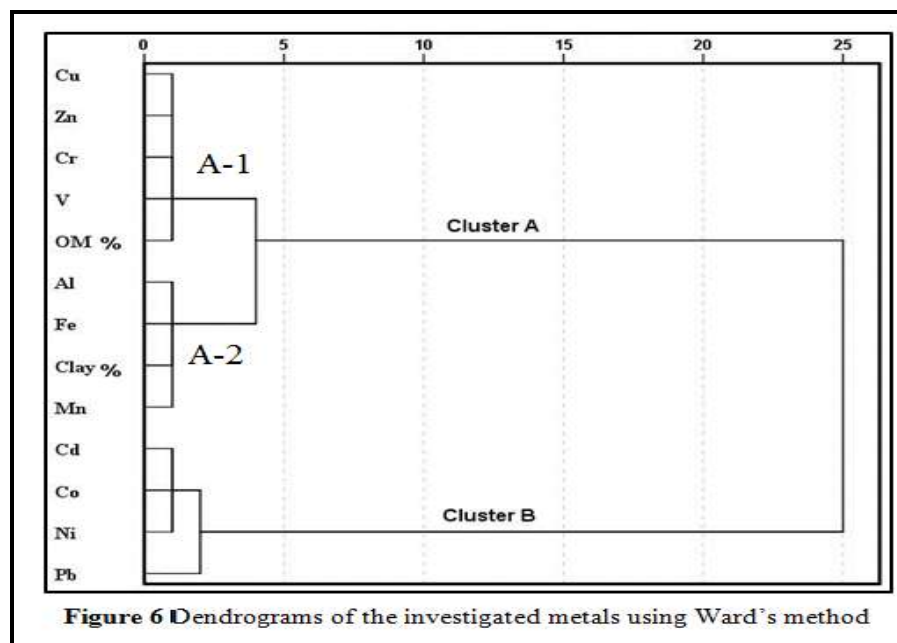 0 5 10 15 20 25
Cu
Zn
Cr
A-1
V
Cluster A
OM %
Al
Fe
A-2
Clay %
Mn
Cd
Co
Cluster B
Ni
Pb
Figure 6 Dendrograms of the investigated metals using Ward's method